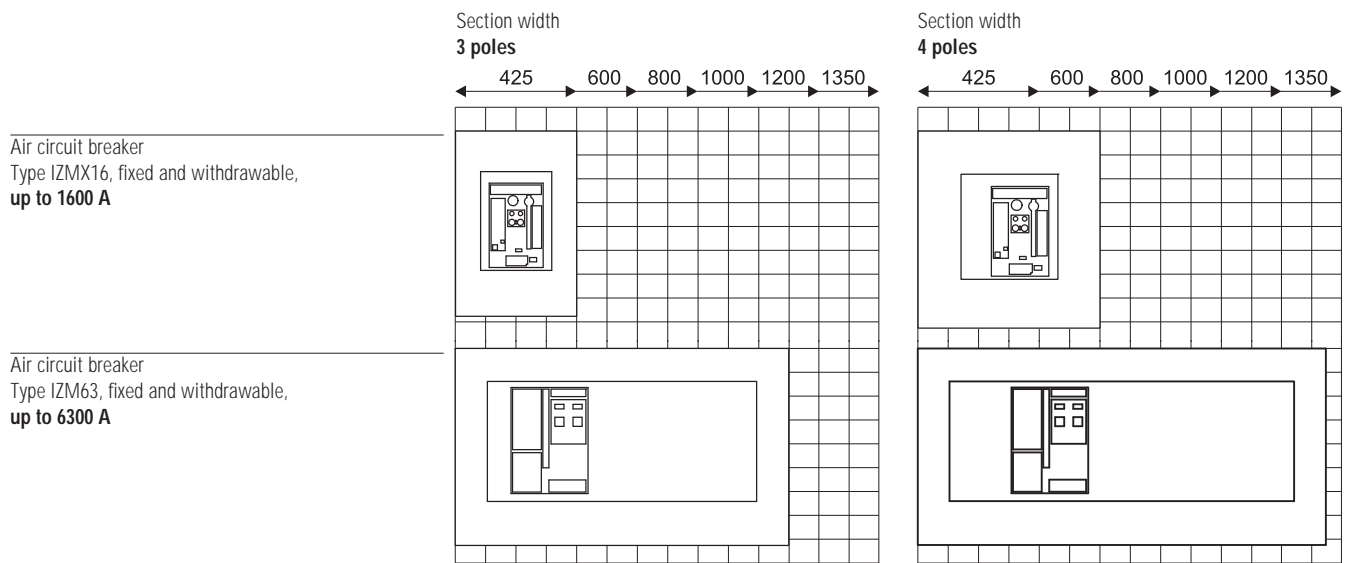 Section width
3 poles
425 600 800 1000 1200 1350
Section width
4 poles
425 600 800 1000 1200 1350
Air circuit breaker
Type IZMX16, fixed and withdrawable,
up to 1600 A
Air circuit breaker
Type IZM63, fixed and withdrawable,
up to 6300 A